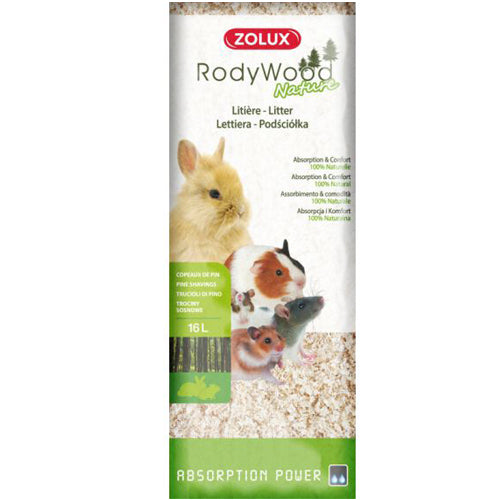 ZOLUX
RodyWood
Nature
Litière - Litter
Lettiera - Podściółka
Absorption & Confort
100% Naturelle
Absorption & Comfort
100% Natural
Assorbimento & comodità
100% Naturale
Absorpcja i Komfort
100% Naturalna
COPEAUX DE PIN
PINE SHAVINGS
TRUCIOLI DI PINO
TROCINY
SOSNOWE
16 L
ABSORPTION POWER